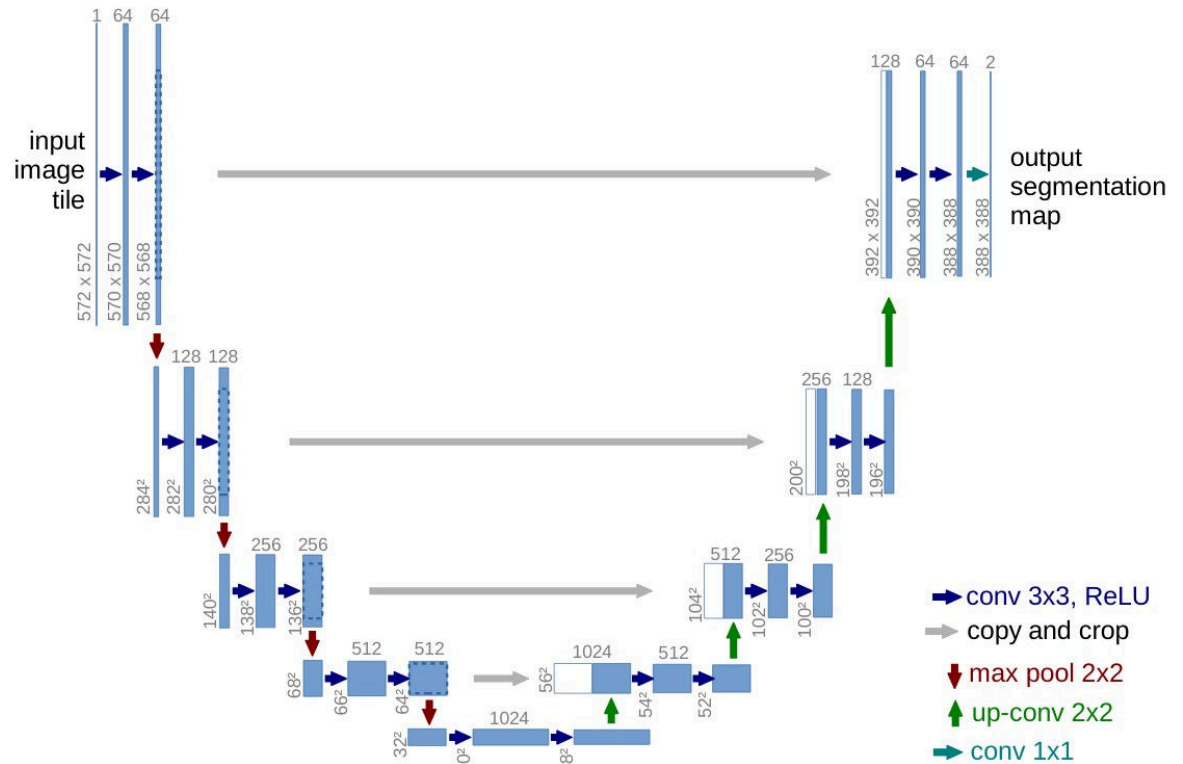 1 64 64
128 64 64 2
input
image
tile
output
segmentation
map
572 x 572
570 x 570
568 x 568
392 x 392
390 x 390
388 x 388
388 x 388
128 128
256 128
284²
282²
280²
200²
198²
196²
256 256
512 256
140²
138²
136²
104²
102²
100²
512 512
1024 512
68²
66²
64²
56²
54²
52²
1024
32²
0²
8²
conv 3x3, ReLU
copy and crop
max pool 2x2
up-conv 2x2
conv 1x1